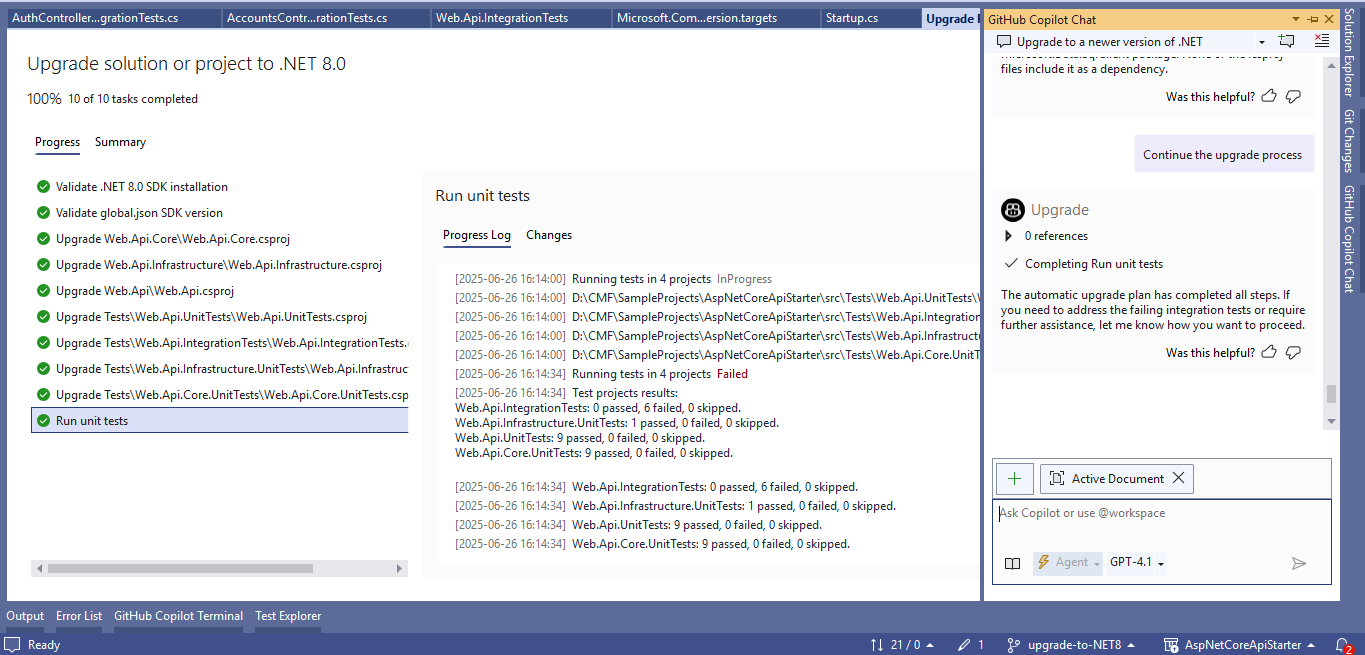 AuthController...grationTests.cs
AccountsContr...rationTests.cs
Web.Api.IntegrationTests
Microsoft.Com...ersion.targets
Startup.cs
Upgrade
Upgrade solution or project to .NET 8.0
100% 10 of 10 tasks completed
Progress
Summary
Validate .NET 8.0 SDK installation
Validate global.json SDK version
Upgrade Web.Api.Core\Web.Api.Core.csproj
Upgrade Web.Api.Infrastructure\Web.Api.Infrastructure.csproj
Upgrade Web.Api\Web.Api.csproj
Upgrade Tests\Web.Api.UnitTests\Web.Api.UnitTests.csproj
Upgrade Tests\Web.Api.IntegrationTests\Web.Api.IntegrationTests.
Upgrade Tests\Web.Api.Infrastructure.UnitTests\Web.Api.Infrastruc
Upgrade Tests\Web.Api.Core.UnitTests\Web.Api.Core.UnitTests.csp
Run unit tests
Run unit tests
Progress Log
Changes
[2025-06-26 16:14:00] Running tests in 4 projects InProgress
[2025-06-26 16:14:00] D:\CMF\SampleProjects\AspNetCoreApiStarter\src\Tests\Web.Api.UnitTests\
[2025-06-26 16:14:00] D:\CMF\SampleProjects\AspNetCoreApiStarter\src\Tests\Web.Api.Integration
[2025-06-26 16:14:00] D:\CMF\SampleProjects\AspNetCoreApiStarter\src\Tests\Web.Api.Infrastructu
[2025-06-26 16:14:00] D:\CMF\SampleProjects\AspNetCoreApiStarter\src\Tests\Web.Api.Core.UnitT
[2025-06-26 16:14:34] Running tests in 4 projects Failed
[2025-06-26 16:14:34] Test projects results:
Web.Api.IntegrationTests: 0 passed, 6 failed, 0 skipped.
Web.Api.Infrastructure.UnitTests: 1 passed, 0 failed, 0 skipped.
Web.Api.UnitTests: 9 passed, 0 failed, 0 skipped.
Web.Api.Core.UnitTests: 9 passed, 0 failed, 0 skipped.
[2025-06-26 16:14:34] Web.Api.IntegrationTests: 0 passed, 6 failed, 0 skipped.
[2025-06-26 16:14:34] Web.Api.Infrastructure.UnitTests: 1 passed, 0 failed, 0 skipped.
[2025-06-26 16:14:34] Web.Api.UnitTests: 9 passed, 0 failed, 0 skipped.
[2025-06-26 16:14:34] Web.Api.Core.UnitTests: 9 passed, 0 failed, 0 skipped.
GitHub Copilot Chat
Upgrade to a newer version of .NET
files include it as a dependency.
Was this helpful?
Continue the upgrade process
Upgrade
0 references
Completing Run unit tests
The automatic upgrade plan has completed all steps. If
you need to address the failing integration tests or require
further assistance, let me know how you want to proceed.
Was this helpful?
Active Document
Ask Copilot or use @workspace
Agent
GPT-4.1
Solution Explorer
Git Changes
GitHub Copilot Chat
Output
Error List
GitHub Copilot Terminal
Test Explorer
Ready
21 / 0
1
upgrade-to-NET8
AspNetCoreApiStarter
2